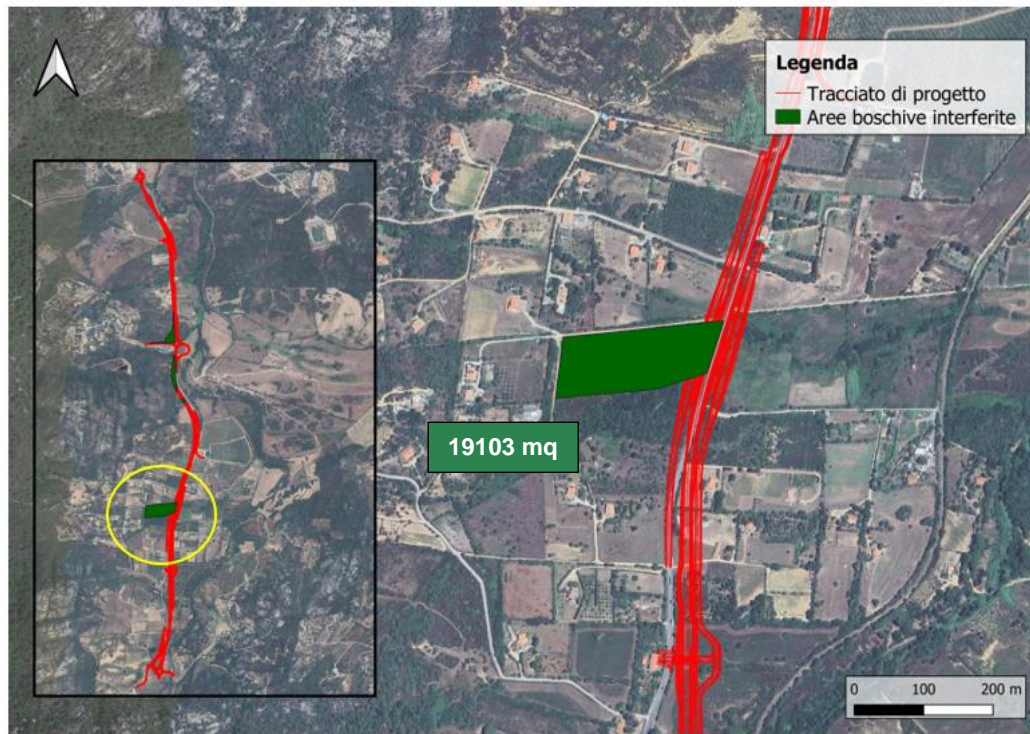 Legenda
Tracciato di progetto
Aree boschive interferite
19103 mq
0 100 200 m